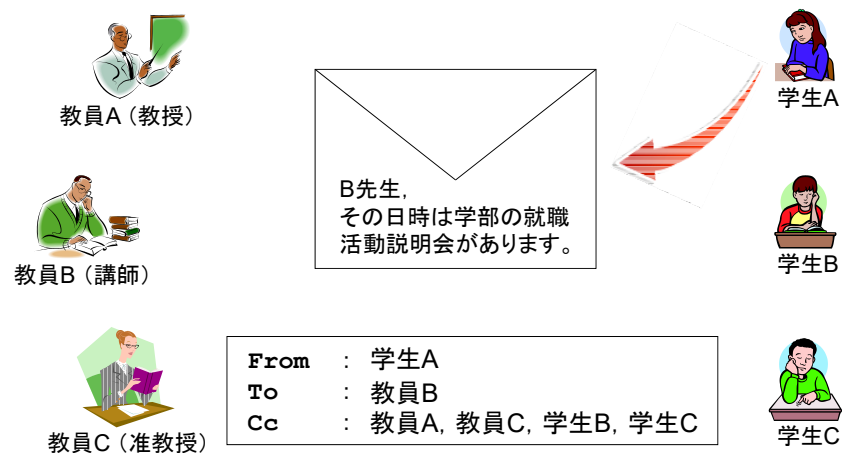 教員A（教授）
学生A
B先生,
その日時は学部の就職
活動説明会があります。
教員B（講師）
学生B
From : 学生A
To : 教員B
Cc : 教員A, 教員C, 学生B, 学生C
教員C（准教授）
学生C